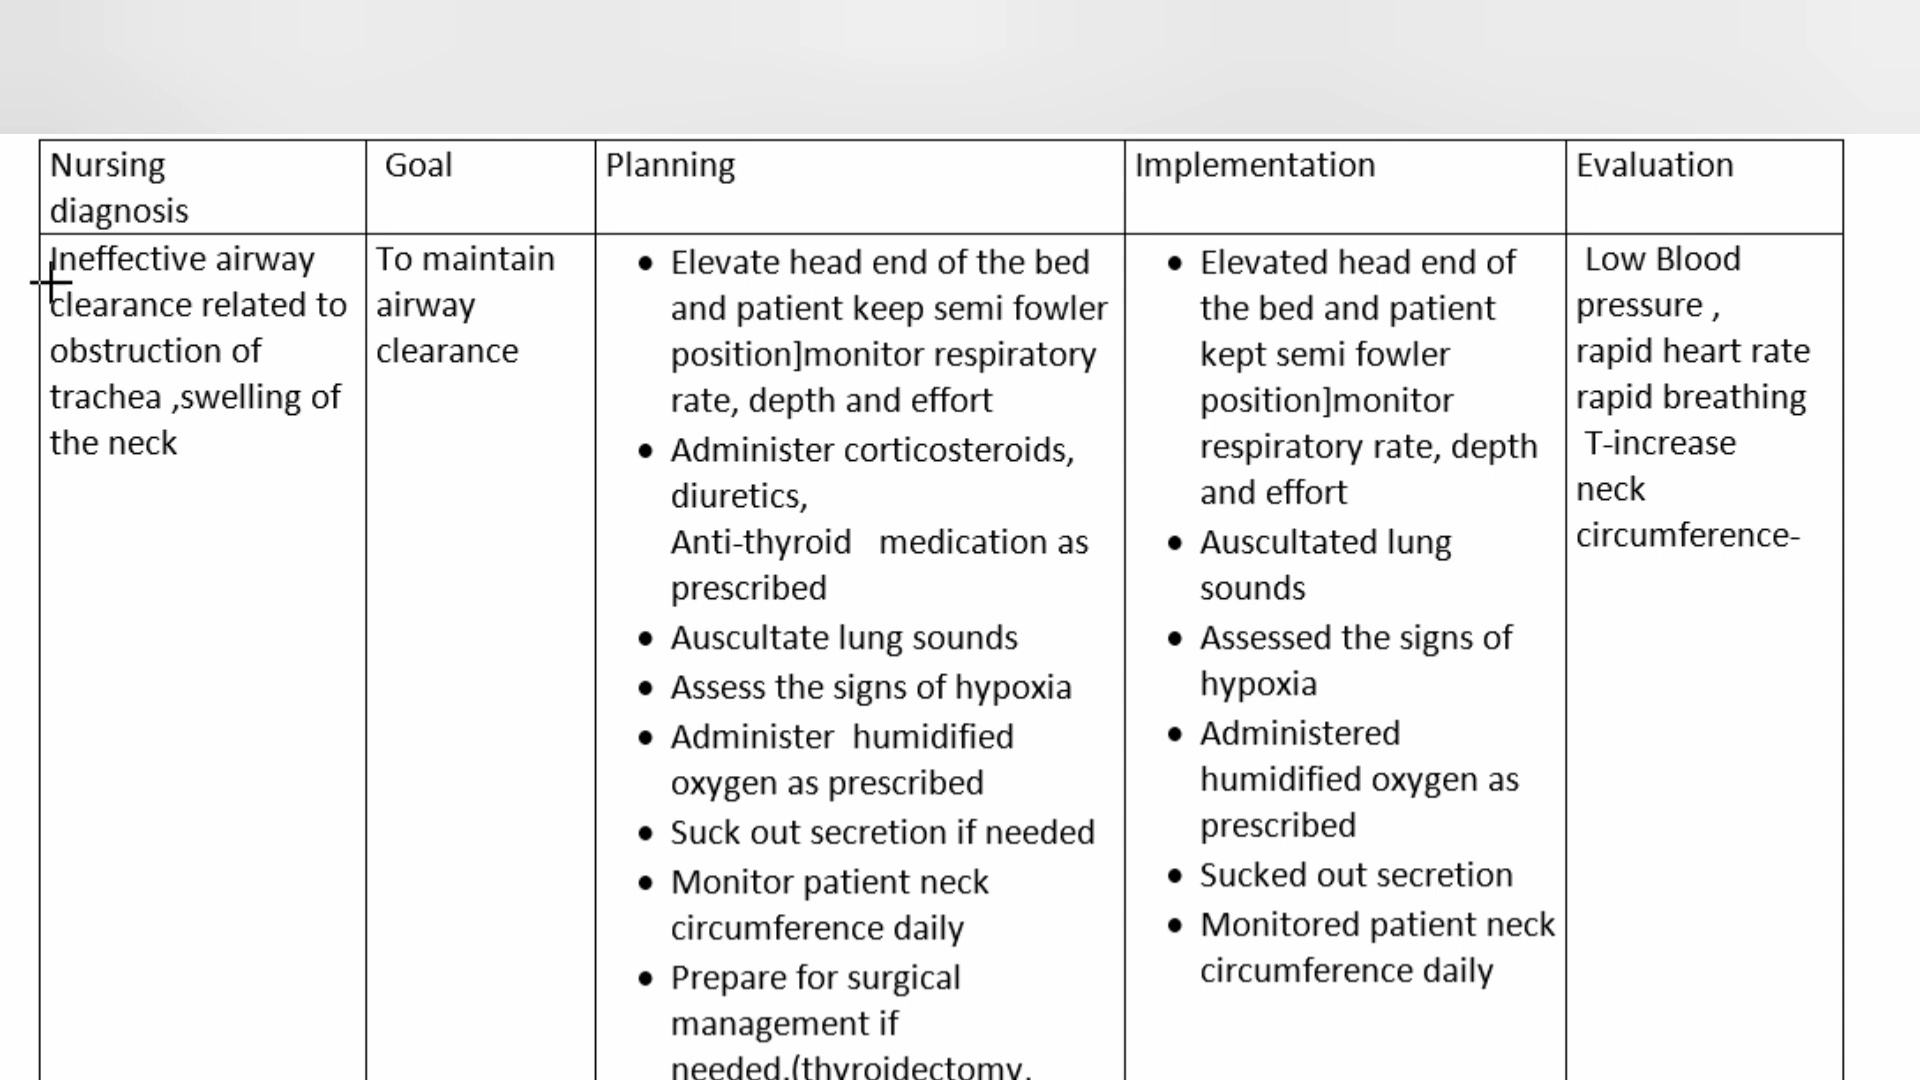 Nursing
diagnosis
Goal
Planning
Implementation
Evaluation
Ineffective airway
clearance related to
obstruction of
trachea ,swelling of
the neck
To maintain
airway
clearance
• Elevate head end of the bed
and patient keep semi fowler
position]monitor respiratory
rate, depth and effort
• Administer corticosteroids,
diuretics,
Anti-thyroid   medication as
prescribed
• Auscultate lung sounds
• Assess the signs of hypoxia
• Administer  humidified
oxygen as prescribed
• Suck out secretion if needed
• Monitor patient neck
circumference daily
• Prepare for surgical
management if
needed.(thyroidectomy,
• Elevated head end of
the bed and patient
kept semi fowler
position]monitor
respiratory rate, depth
and effort
• Auscultated lung
sounds
• Assessed the signs of
hypoxia
• Administered
humidified oxygen as
prescribed
• Sucked out secretion
• Monitored patient neck
circumference daily
Low Blood
pressure ,
rapid heart rate
rapid breathing
T-increase
neck
circumference-